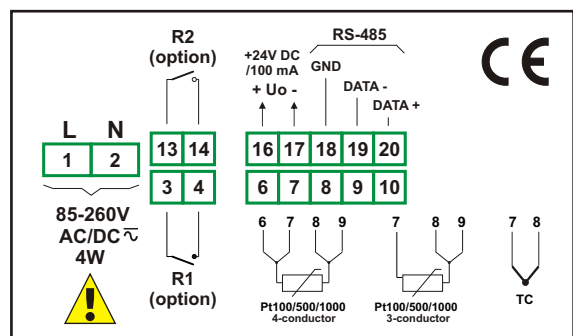 R2
(option)
RS-485
+24V DC
/100 mA
GND
+ Uo -
DATA -
DATA +
CE
L N
1 2
13 14
16 17 18 19 20
3 4
6 7 8 9 10
85-260V
AC/DC
4W
R1
(option)
6 7 8 9
Pt100/500/1000
4-conductor
7 8 9
Pt100/500/1000
3-conductor
7 8
TC
!